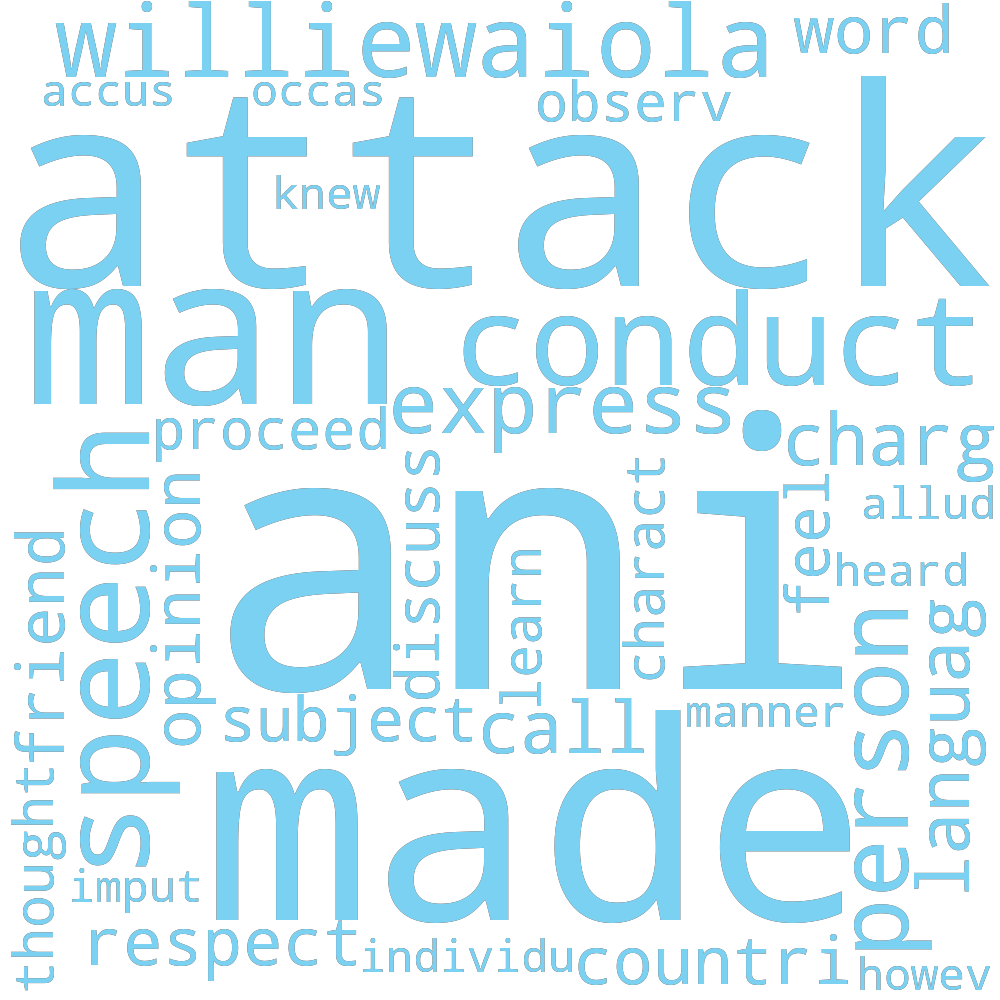 williewaiola word
accus occas observ
attack
knew
man conduct
express
proceed charg
speech
ani
opinion
discuss
learn
charact
feel
allud
heard
friend
thought
person
languag
subject call manner
made
imput
respect individu countri howev